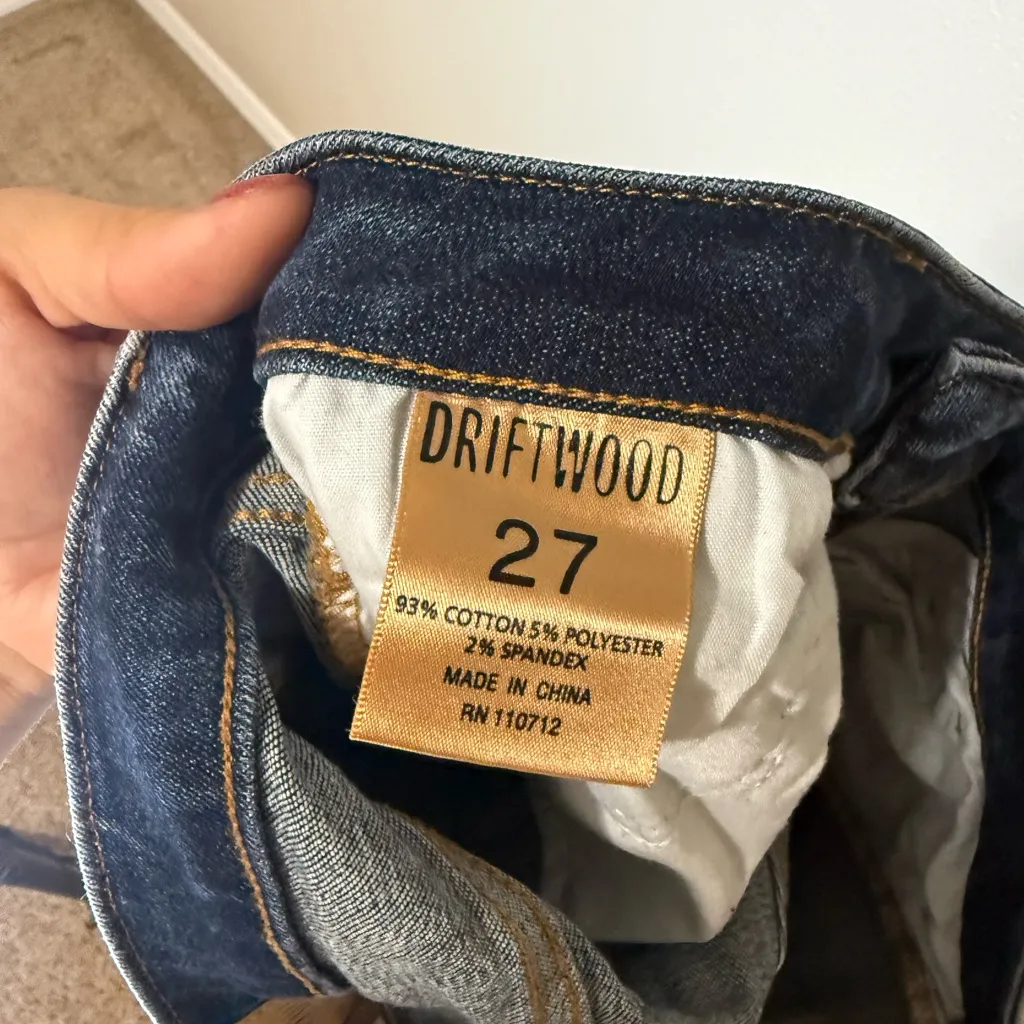 DRIFTWOOD
27
93% COTTON 5% POLYESTER
2% SPANDEX
MADE IN CHINA
RN 110712